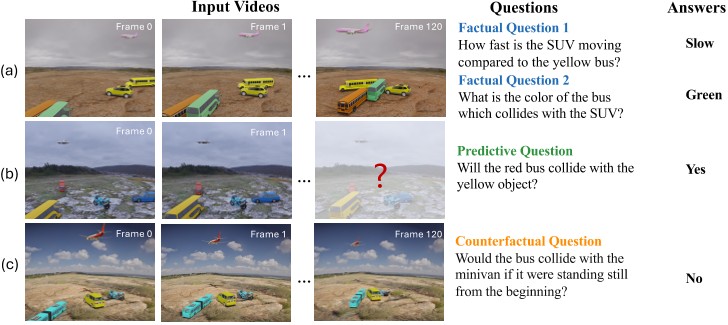 Input Videos
Questions
Answers
(a)
Frame 0
Frame 1
...
Frame 120
Factual Question 1
How fast is the SUV moving
compared to the yellow bus?
Slow
Factual Question 2
What is the color of the bus
which collides with the SUV?
Green
(b)
Frame 0
Frame 1
...
?
Predictive Question
Will the red bus collide with the
yellow object?
Yes
(c)
Frame 0
Frame 1
...
Frame 120
Counterfactual Question
Would the bus collide with the
minivan if it were standing still
from the beginning?
No